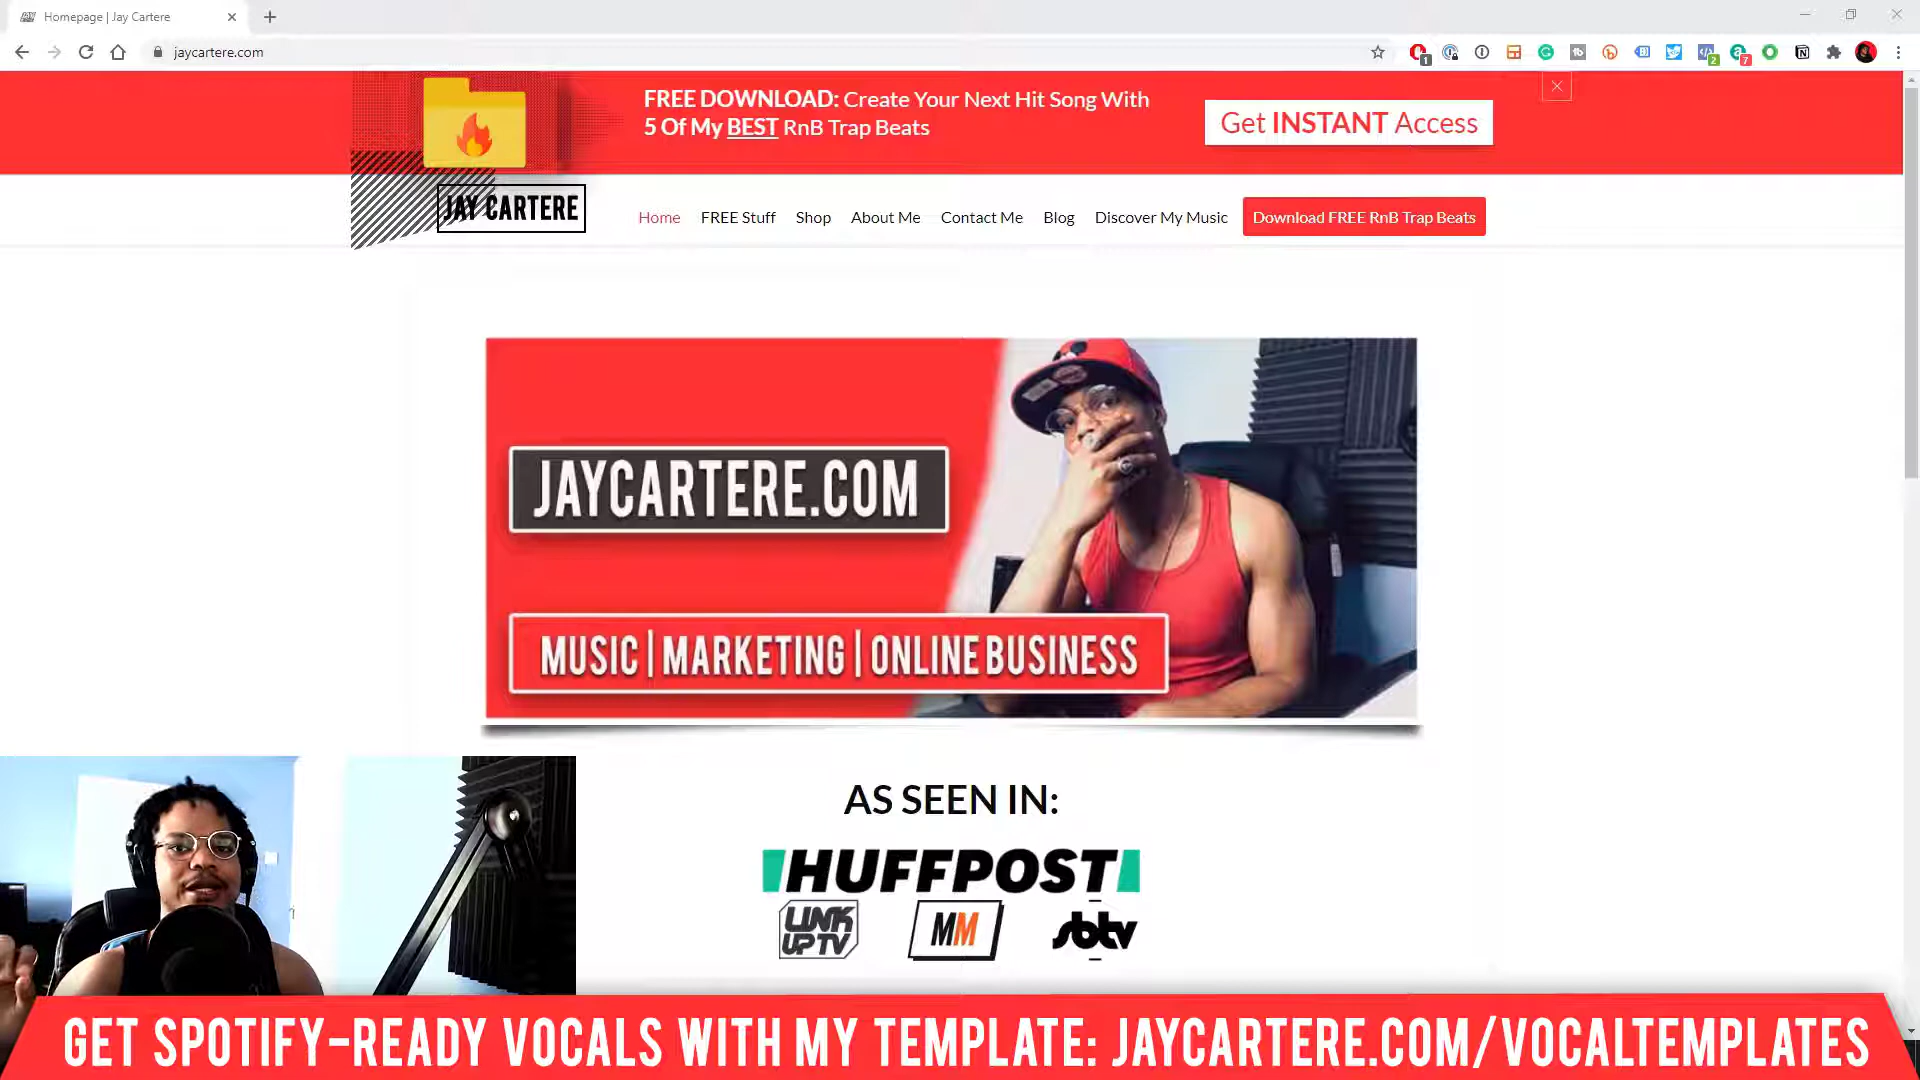 Homepage | Jay Cartere
jaycartere.com
1
2
7
FREE DOWNLOAD: Create Your Next Hit Song With
5 Of My BEST RnB Trap Beats
Get INSTANT Access
JAY CARTERE
Home
FREE Stuff
Shop
About Me
Contact Me
Blog
Discover My Music
Download FREE RnB Trap Beats
JAYCARTERE.COM
MUSIC | MARKETING | ONLINE BUSINESS
AS SEEN IN:
HUFFPOST
LINK
UP TV
MM
sbtv
GET SPOTIFY-READY VOCALS WITH MY TEMPLATE: JAYCARTERE.COM/VOCALTEMPLATES